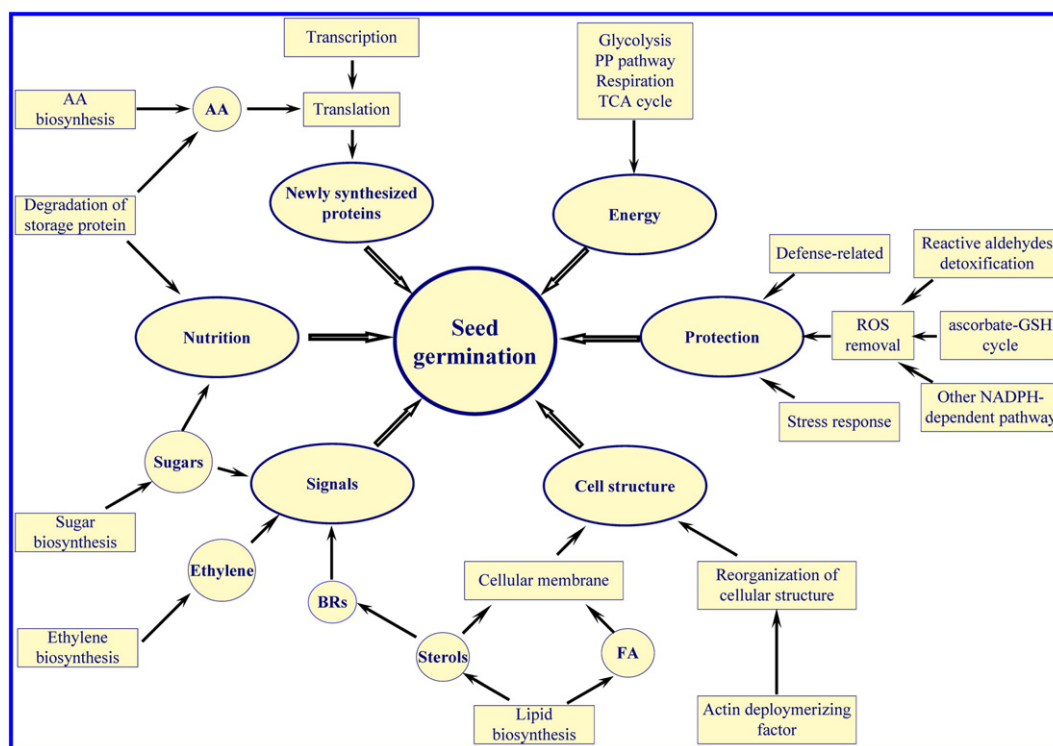 Transcription
Glycolysis
PP pathway
Respiration
TCA cycle
AA
biosynhesis
AA
Translation
Newly synthesized
proteins
Energy
Degradation of
storage protein
Defense-related
Reactive aldehydes
detoxification
Nutrition
Seed
germination
Protection
ROS
removal
ascorbate-GSH
cycle
Stress response
Other NADPH-
dependent pathway
Sugars
Signals
Cell structure
Sugar
biosynthesis
Ethylene
BRs
Cellular membrane
Reorganization of
cellular structure
Ethylene
biosynthesis
Sterols
FA
Lipid
biosynthesis
Actin deploymerizing
factor